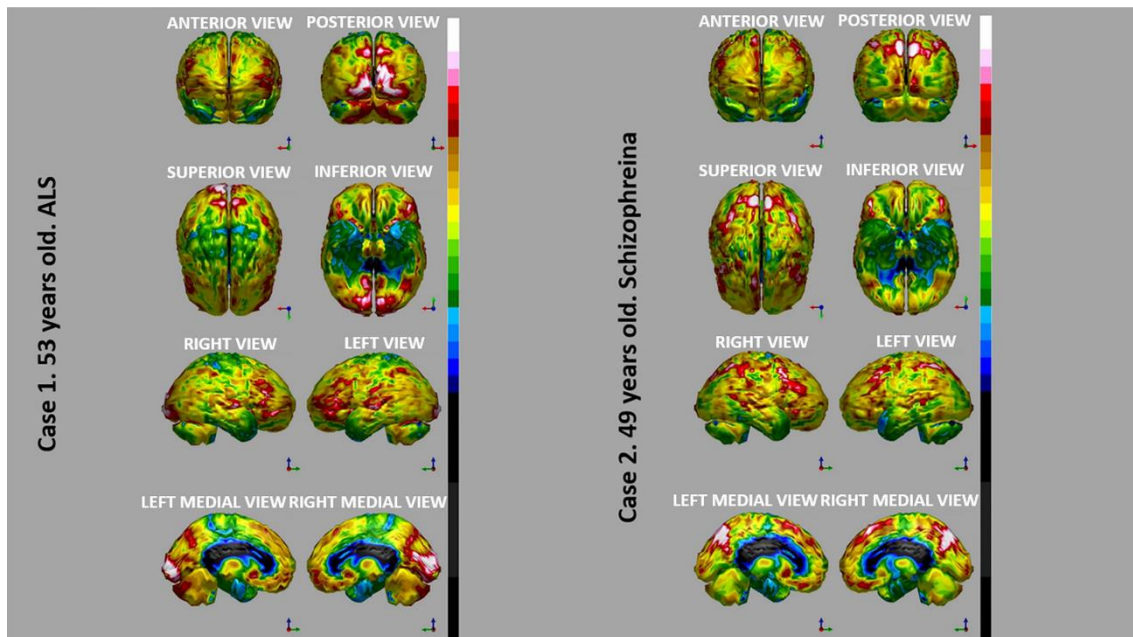 Case 1. 53 years old. ALS
ANTERIOR VIEW POSTERIOR VIEW
SUPERIOR VIEW INFERIOR VIEW
RIGHT VIEW LEFT VIEW
LEFT MEDIAL VIEW RIGHT MEDIAL VIEW
Case 2. 49 years old. Schizophreina
ANTERIOR VIEW POSTERIOR VIEW
SUPERIOR VIEW INFERIOR VIEW
RIGHT VIEW LEFT VIEW
LEFT MEDIAL VIEW RIGHT MEDIAL VIEW